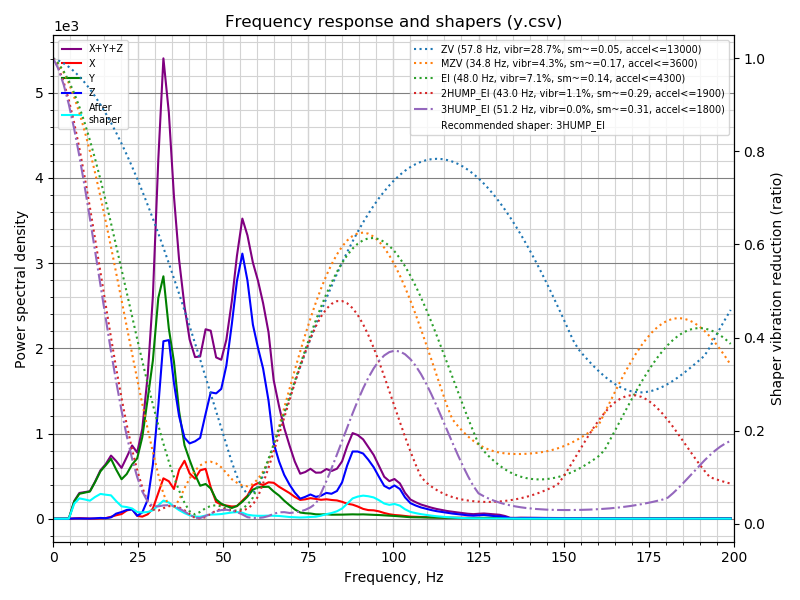 Frequency response and shapers (y.csv)
1e3
X+Y+Z
X
Y
Z
After
shaper
ZV (57.8 Hz, vibr=28.7%, sm~=0.05, accel<=13000)
MZV (34.8 Hz, vibr=4.3%, sm~=0.17, accel<=3600)
EI (48.0 Hz, vibr=7.1%, sm~=0.14, accel<=4300)
2HUMP_EI (43.0 Hz, vibr=1.1%, sm~=0.29, accel<=1900)
3HUMP_EI (51.2 Hz, vibr=0.0%, sm~=0.31, accel<=1800)
Recommended shaper: 3HUMP_EI
Power spectral density
5
4
3
2
1
0
1.0
0.8
0.6
0.4
0.2
0.0
Shaper vibration reduction (ratio)
0 25 50 75 100 125 150 175 200
Frequency, Hz